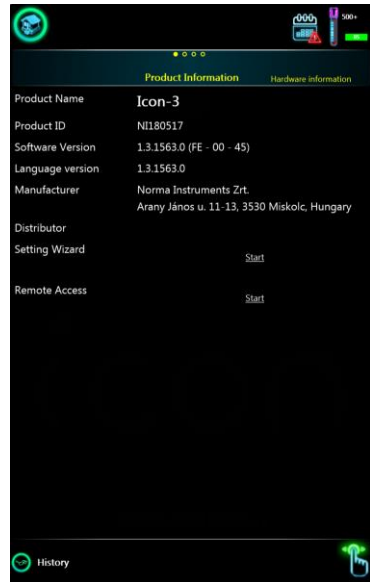 000
T
500+
Product Information
Hardware information
Product Name Icon-3
Product ID NI180517
Software Version 1.3.1563.0 (FE - 00 - 45)
Language version 1.3.1563.0
Manufacturer Norma Instruments Zrt.
Arany János u. 11-13, 3530 Miskolc, Hungary
Distributor
Setting Wizard Start
Remote Access Start
History